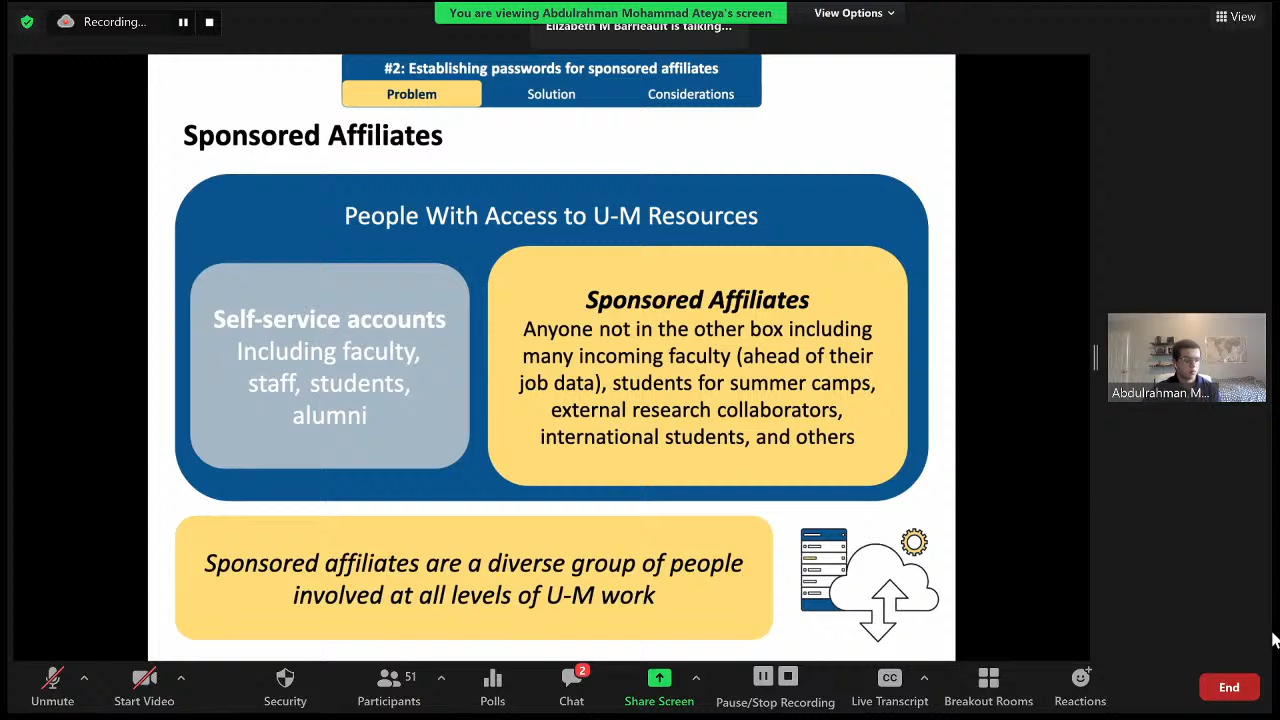 Recording...
You are viewing Abdulrahman Mohammad Ateya's screen
View Options
View
Elizabeth M Barrieault is talking...
#2: Establishing passwords for sponsored affiliates
Problem
Solution
Considerations
Sponsored Affiliates
People With Access to U-M Resources
Self-service accounts
Including faculty,
staff, students,
alumni
Sponsored Affiliates
Anyone not in the other box including
many incoming faculty (ahead of their
job data), students for summer camps,
external research collaborators,
international students, and others
Abdulrahman M...
Sponsored affiliates are a diverse group of people
involved at all levels of U-M work
51
2
CC
Unmute
Start Video
Security
Participants
Polls
Chat
Share Screen
Pause/Stop Recording
Live Transcript
Breakout Rooms
Reactions
End